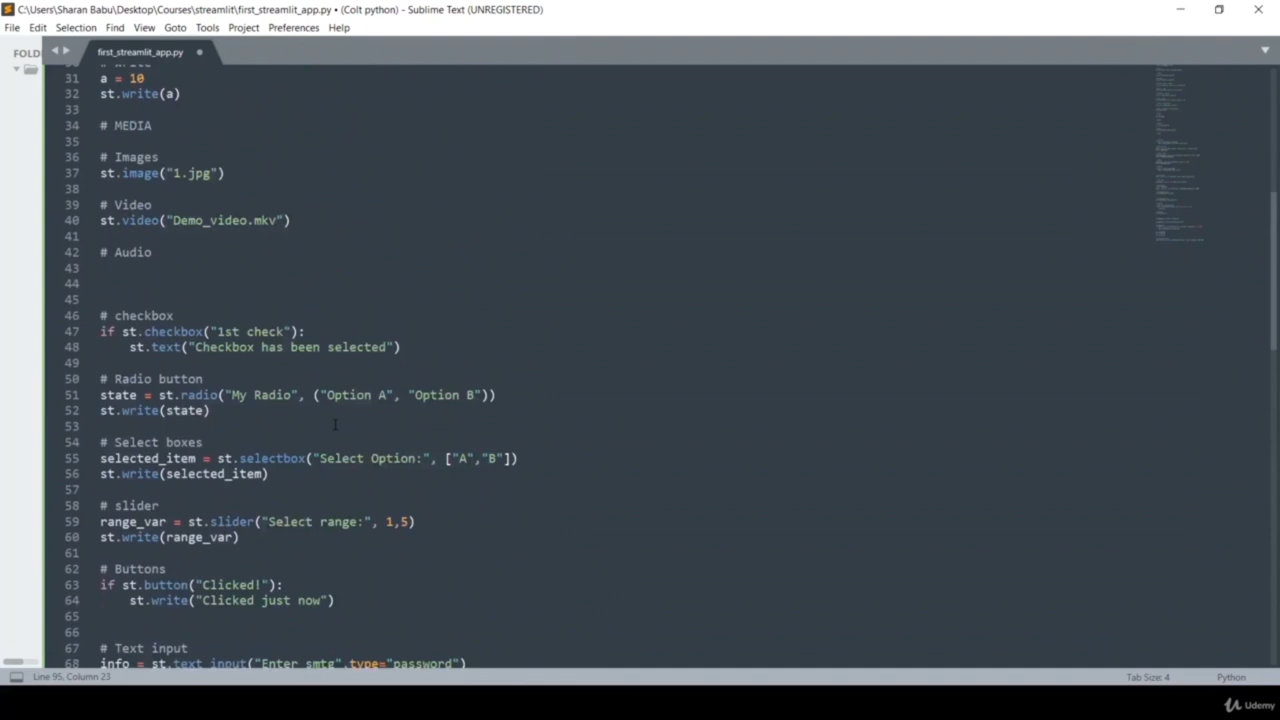 C:\Users\Sharan Babu\Desktop\Courses\streamlit\first_streamlit_app.py • (Colt python) - Sublime Text (UNREGISTERED)
File Edit Selection Find View Goto Tools Project Preferences Help
FOLD
first_streamlit_app.py
31 a = 10
32 st.write(a)
33
34 # MEDIA
35
36 # Images
37 st.image("1.jpg")
38
39 # Video
40 st.video("Demo_video.mkv")
41
42 # Audio
43
44
45
46 # checkbox
47 if st.checkbox("1st check"):
48 st.text("Checkbox has been selected")
49
50 # Radio button
51 state = st.radio("My Radio", ("Option A", "Option B"))
52 st.write(state)
53
54 # Select boxes
55 selected_item = st.selectbox("Select Option:", ["A","B"])
56 st.write(selected_item)
57
58 # slider
59 range_var = st.slider("Select range:", 1,5)
60 st.write(range_var)
61
62 # Buttons
63 if st.button("Clicked!"):
64 st.write("Clicked just now")
65
66
67 # Text input
68 info = st.text_input("Enter smtg",type="password")
Line 95, Column 23
Tab Size: 4
Python
Udemy